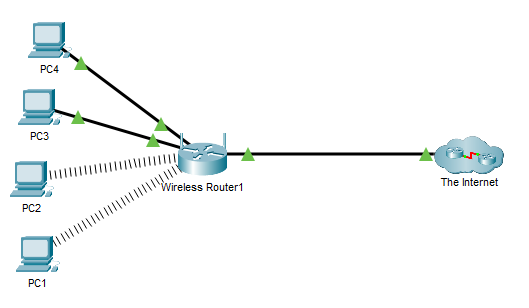 PC4
PC3
PC2
PC1
Wireless Router1
The Internet